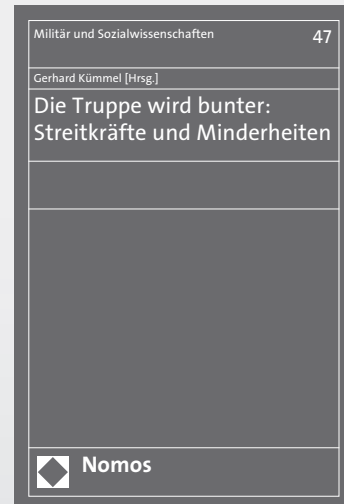 Militär und Sozialwissenschaften 47
Gerhard Kümmel [Hrsg.]
Die Truppe wird bunter:
Streitkräfte und Minderheiten
Nomos